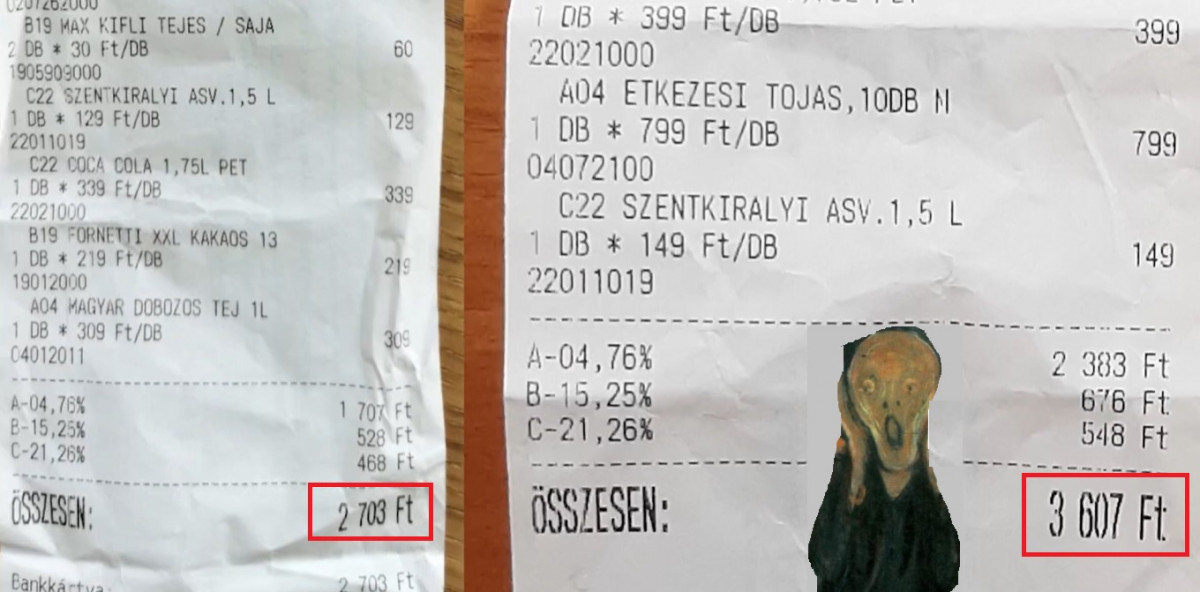 0207262000
B19 MAX KIFLI TEJES / SAJA
2 DB * 30 Ft/DB 60
1905909000
C22 SZENTKIRALYI ASV.1,5 L
1 DB * 129 Ft/DB 129
22011019
C22 COCA COLA 1,75L PET
1 DB * 339 Ft/DB 339
22021000
B19 FORNETTI XXL KAKAOS 13
1 DB * 219 Ft/DB 219
19012000
A04 MAGYAR DOBOZOS TEJ 1L
1 DB * 309 Ft/DB 309
04012011
A-04,76% 1 707 Ft
B-15,25% 528 Ft
C-21,26% 468 Ft
ÖSSZESEN: 2 703 Ft
Bankkártya: 2 703 Ft
1 DB * 399 Ft/DB 399
22021000
A04 ETKEZESI TOJAS,10DB M
1 DB * 799 Ft/DB 799
04072100
C22 SZENTKIRALYI ASV.1,5 L
1 DB * 149 Ft/DB 149
22011019
A-04,76% 2 383 Ft
B-15,25% 676 Ft
C-21,26% 548 Ft
ÖSSZESEN: 3 607 Ft